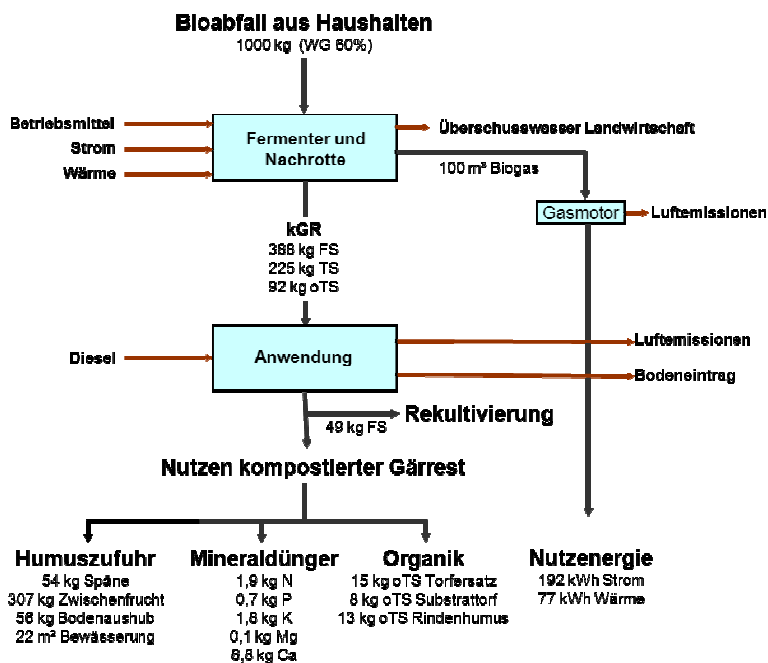 Bioabfall aus Haushalten
1000 kg (WG 60%)
Betriebsmittel
Strom
Wärme
Fermenter und
Nachrotte
Überschusswasser Landwirtschaft
100 m³ Biogas
Gasmotor
Luftemissionen
kGR
388 kg FS
225 kg TS
92 kg oTS
Diesel
Anwendung
Luftemissionen
Bodeneintrag
49 kg FS
Rekultivierung
Nutzen kompostierter Gärrest
Humuszufuhr
54 kg Späne
307 kg Zwischenfrucht
56 kg Bodenaushub
22 m² Bewässerung
Mineraldünger
1,9 kg N
0,7 kg P
1,8 kg K
0,1 kg Mg
8,8 kg Ca
Organik
15 kg oTS Torfersatz
8 kg oTS Substrattorf
13 kg oTS Rindenhumus
Nutzenergie
192 kWh Strom
77 kWh Wärme